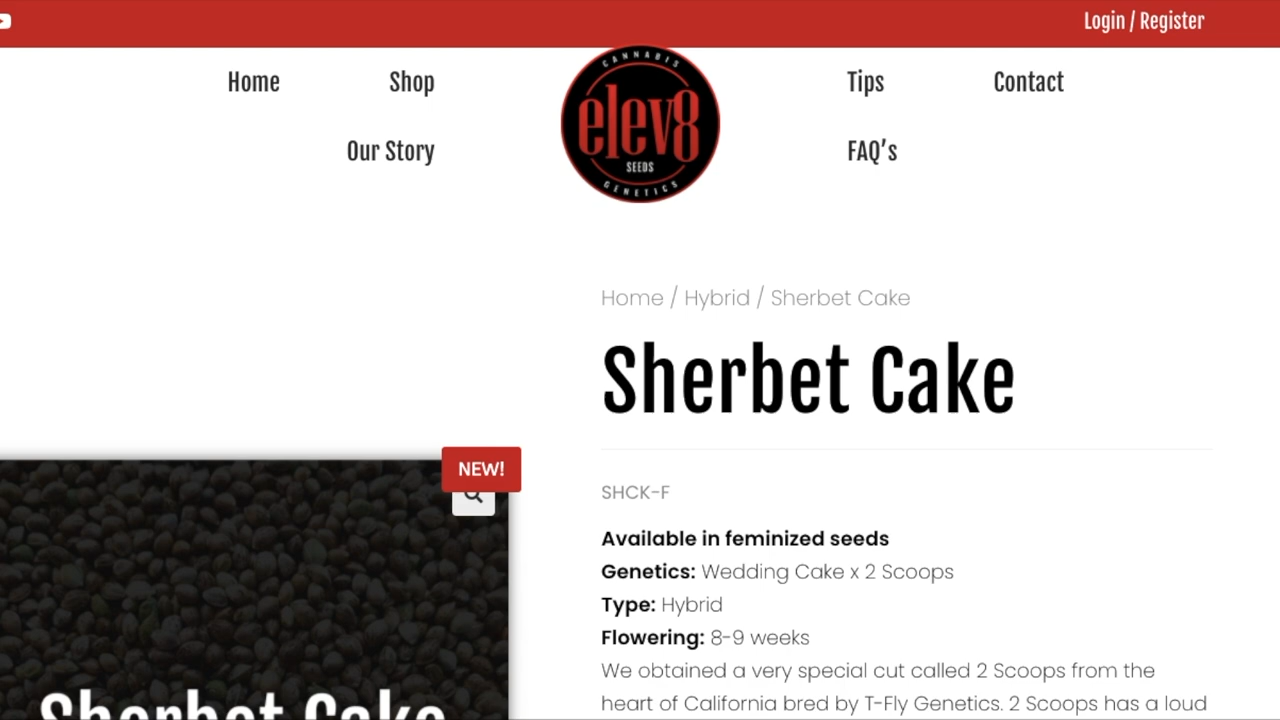 Login / Register
Home
Shop
Tips
Contact
Our Story
FAQ’s
CANNABIS
elev8
SEEDS
GENETICS
Home / Hybrid / Sherbet Cake
Sherbet Cake
NEW!
SHCK-F
Available in feminized seeds
Genetics: Wedding Cake x 2 Scoops
Type: Hybrid
Flowering: 8-9 weeks
We obtained a very special cut called 2 Scoops from the
heart of California bred by T-Fly Genetics. 2 Scoops has a loud
Sherbet Cake